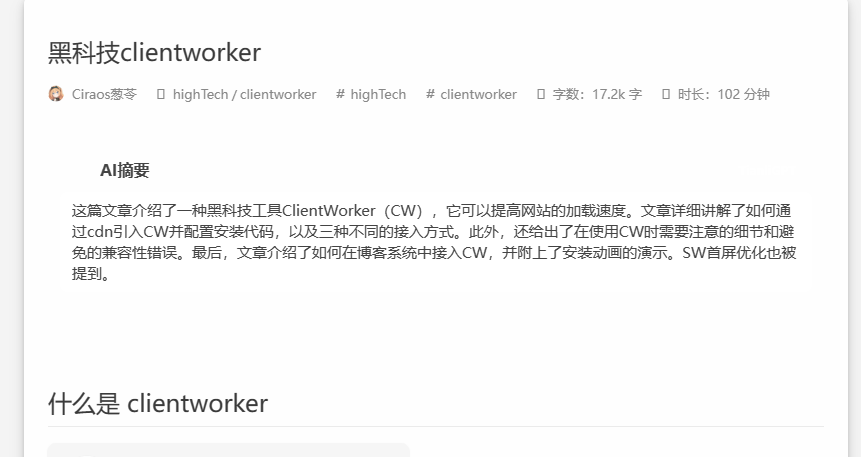 黑科技clientworker
Ciraos葱苓 highTech / clientworker # highTech # clientworker 字数：17.2k 字 时长：102 分钟
AI摘要
这篇文章介绍了一种黑科技工具ClientWorker（CW），它可以提高网站的加载速度。文章详细讲解了如何通
过cdn引入CW并配置安装代码，以及三种不同的接入方式。此外，还给出了在使用CW时需要注意的细节和避
免的兼容性错误。最后，文章介绍了如何在博客系统中接入CW，并附上了安装动画的演示。SW首屏优化也被
提到。
什么是 clientworker